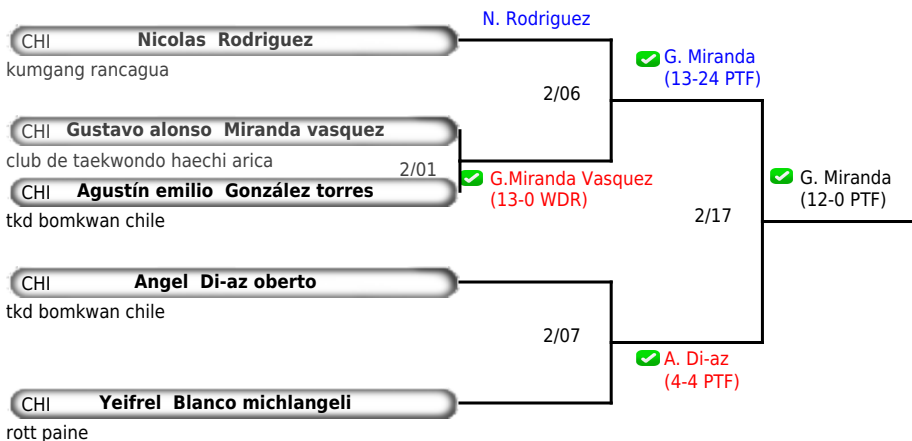 N. Rodriguez
CHI Nicolas Rodriguez
kumgang rancagua
G. Miranda
(13-24 PTF)
2/06
CHI Gustavo alonso Miranda vasquez
club de taekwondo haechi arica
2/01
G.Miranda Vasquez
(13-0 WDR)
G. Miranda
(12-0 PTF)
CHI Agustín emilio González torres
tkd bomkwan chile
2/17
CHI Angel Di-az oberto
tkd bomkwan chile
2/07
A. Di-az
(4-4 PTF)
CHI Yeifrel Blanco michlangeli
rott paine